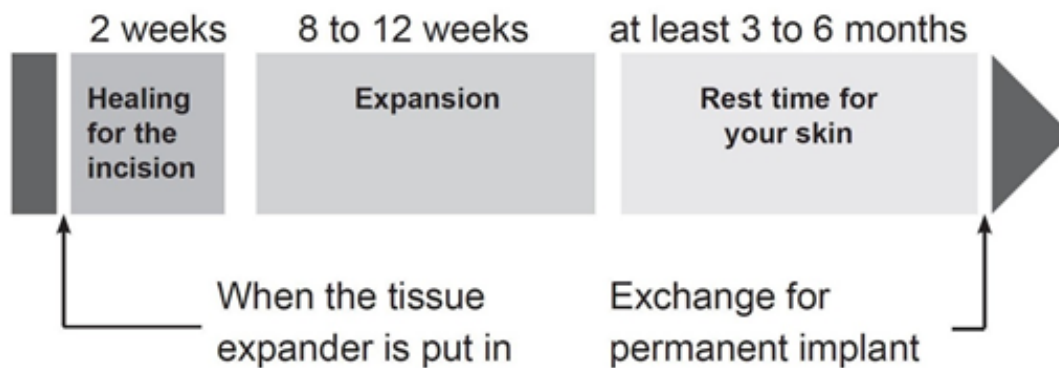 2 weeks
8 to 12 weeks
at least 3 to 6 months
Healing
for the
incision
Expansion
Rest time for
your skin
When the tissue
expander is put in
Exchange for
permanent implant